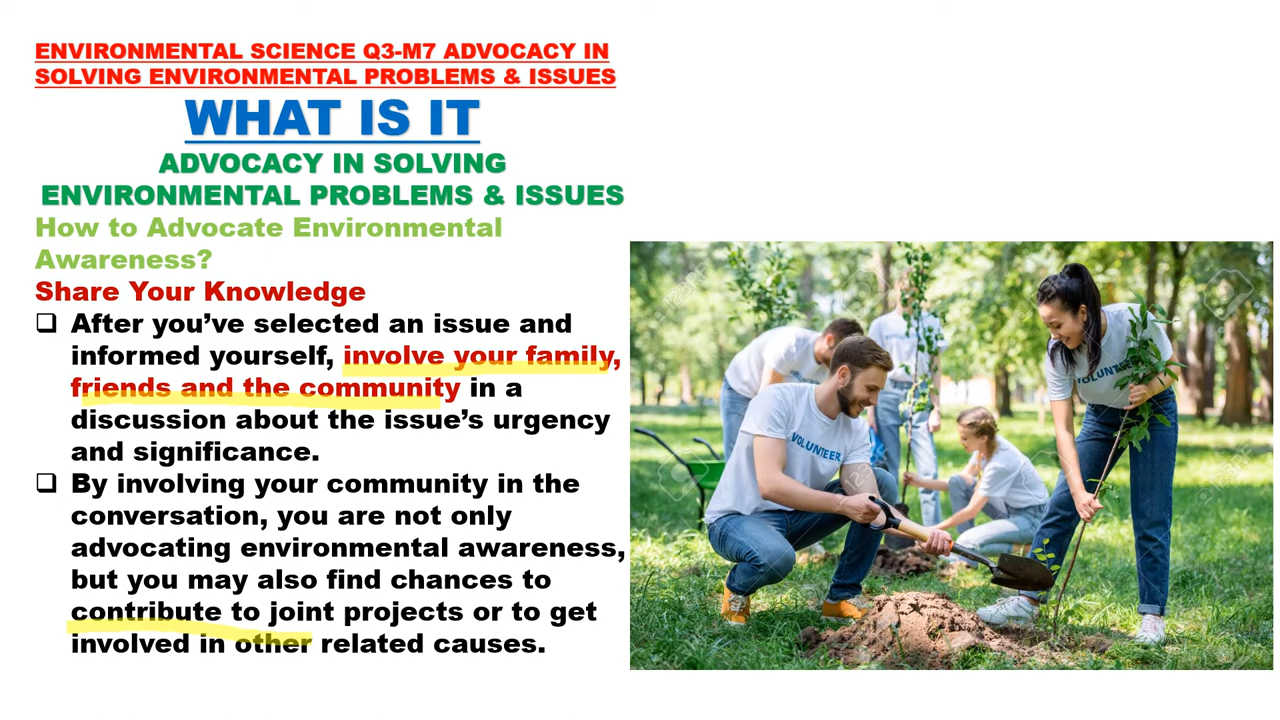 ENVIRONMENTAL SCIENCE Q3-M7 ADVOCACY IN
SOLVING ENVIRONMENTAL PROBLEMS & ISSUES
WHAT IS IT
ADVOCACY IN SOLVING
ENVIRONMENTAL PROBLEMS & ISSUES
How to Advocate Environmental
Awareness?
Share Your Knowledge
❑ After you’ve selected an issue and
informed yourself, involve your family,
friends and the community in a
discussion about the issue’s urgency
and significance.
❑ By involving your community in the
conversation, you are not only
advocating environmental awareness,
but you may also find chances to
contribute to joint projects or to get
involved in other related causes.
VOLUNTEER
VOLUNTEER